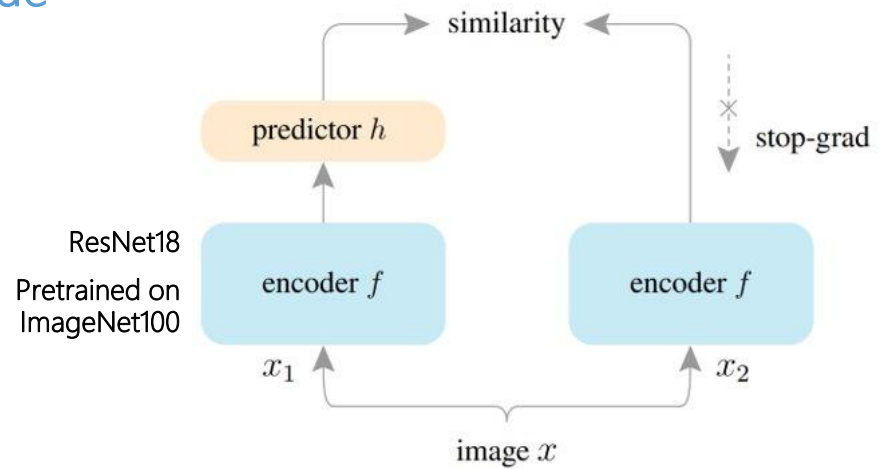 similarity
predictor h
stop-grad
ResNet18
Pretrained on
ImageNet100
encoder f
encoder f
x₁
x₂
image x